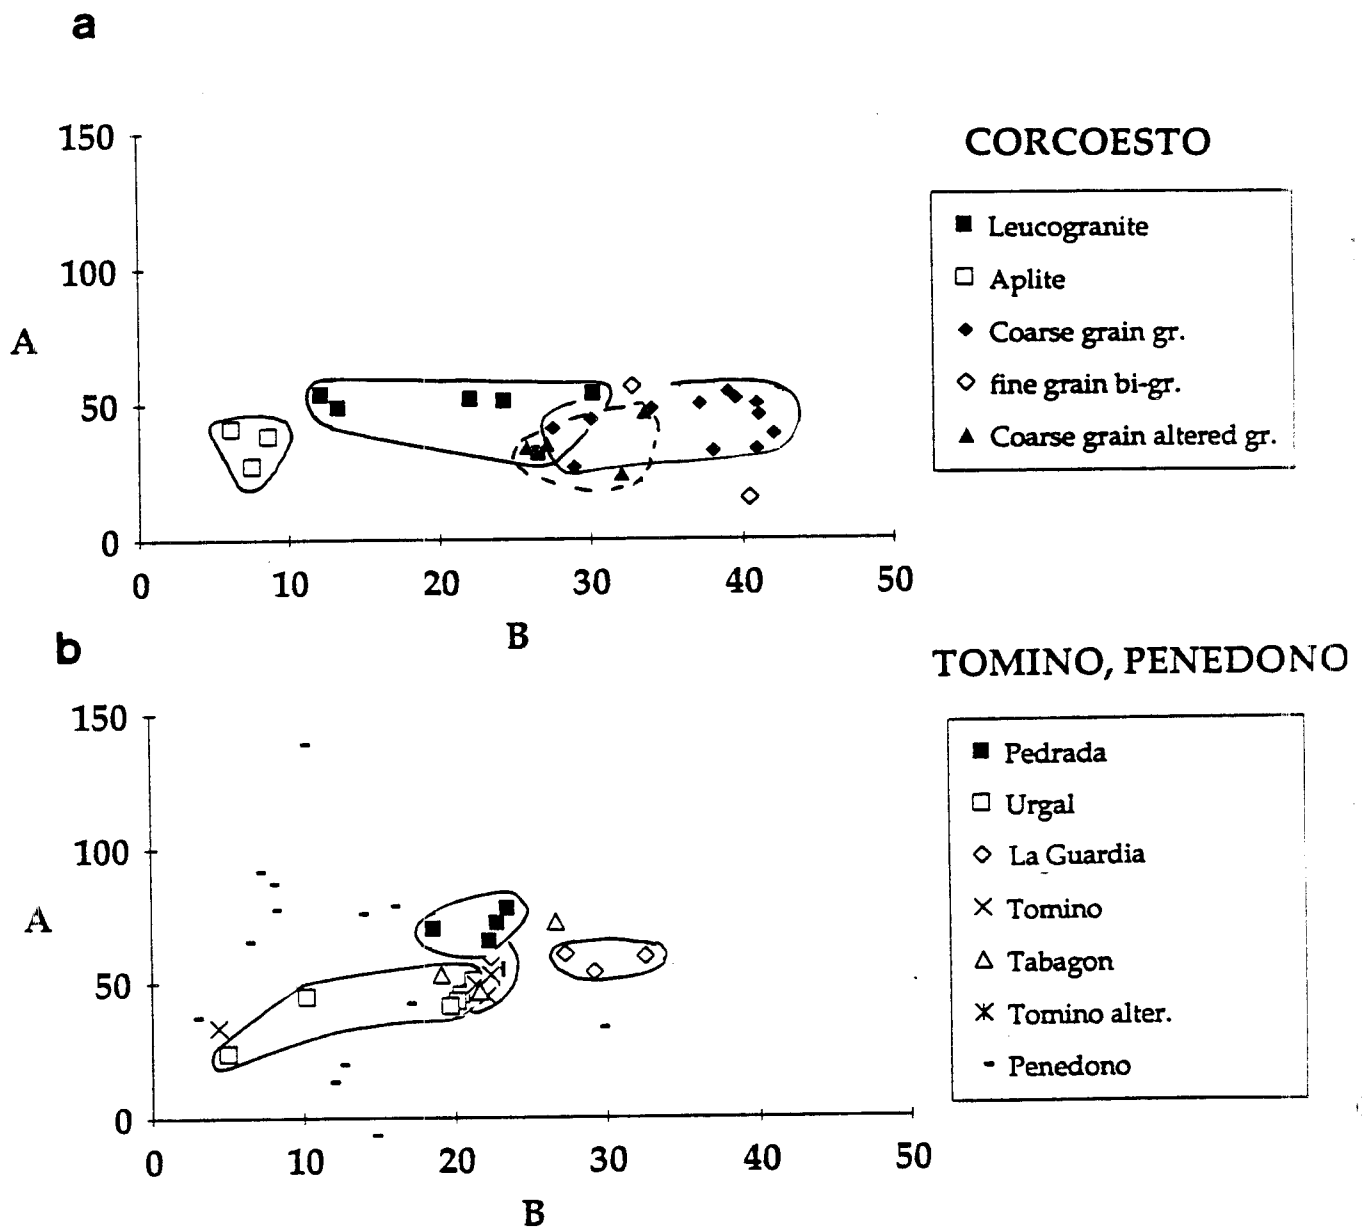 a
CORCOESTO
150
100
50
0
A
0 10 20 30 40 50
B
Leucogranite
Aplite
Coarse grain gr.
fine grain bi-gr.
Coarse grain altered gr.
b
TOMINO, PENEDONO
150
100
50
0
A
0 10 20 30 40 50
B
Pedrada
Urgal
La Guardia
Tomino
Tabagon
Tomino alter.
Penedono